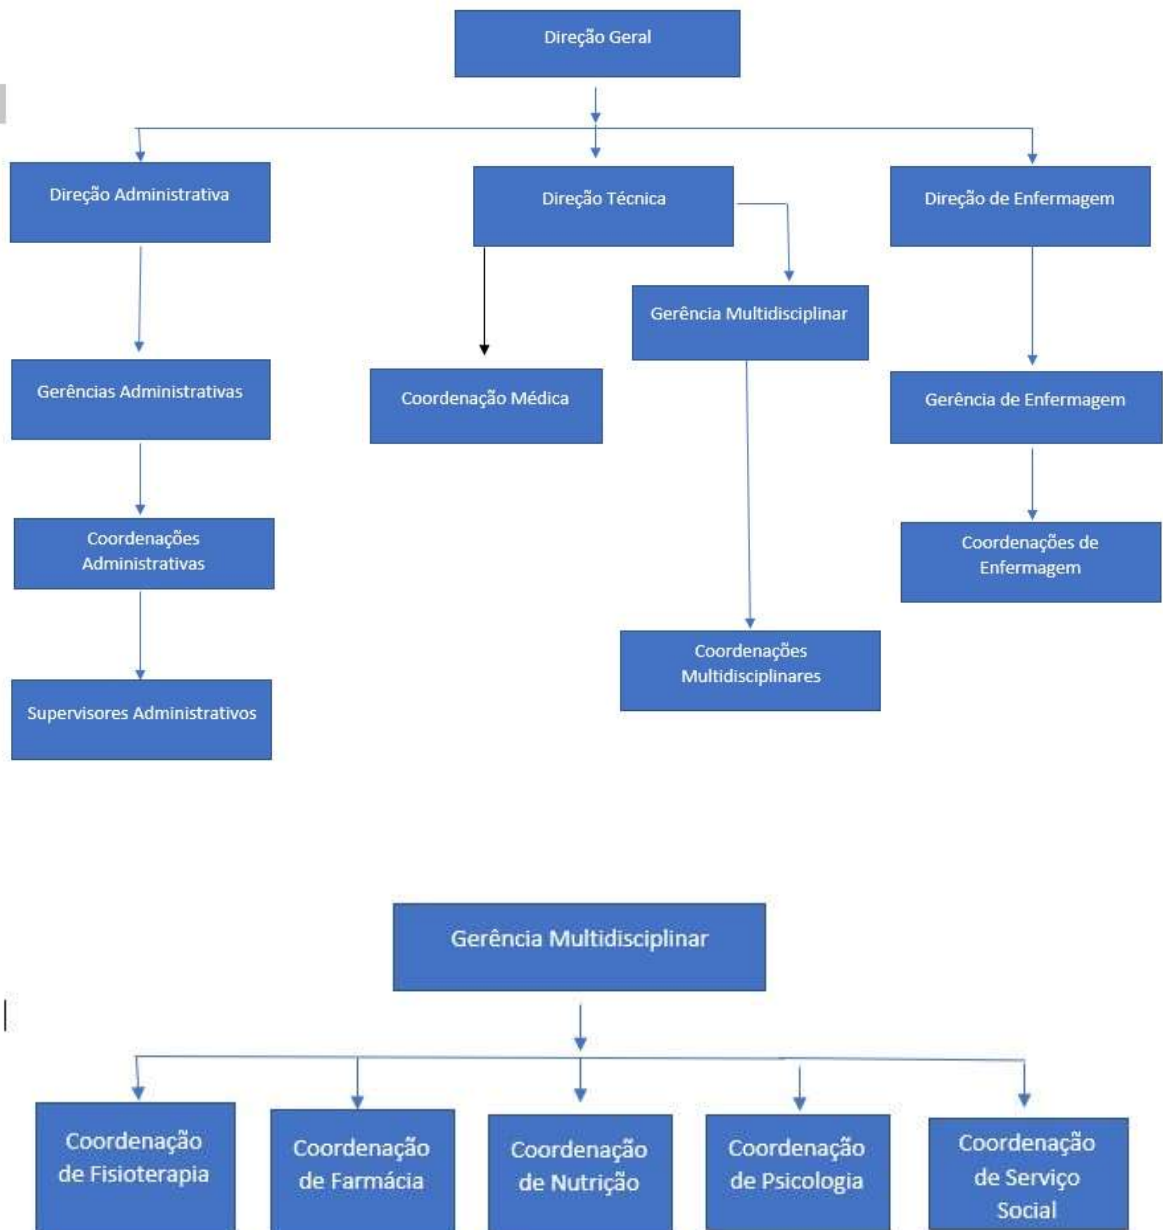 Direção Geral
Direção Administrativa
Direção Técnica
Direção de Enfermagem
Gerência Multidisciplinar
Gerências Administrativas
Coordenação Médica
Gerência de Enfermagem
Coordenações
Administrativas
Coordenações de
Enfermagem
Coordenações
Multidisciplinares
Supervisores Administrativos
Gerência Multidisciplinar
Coordenação
de Fisioterapia
Coordenação
de Farmácia
Coordenação
de Nutrição
Coordenação
de Psicologia
Coordenação
de Serviço
Social